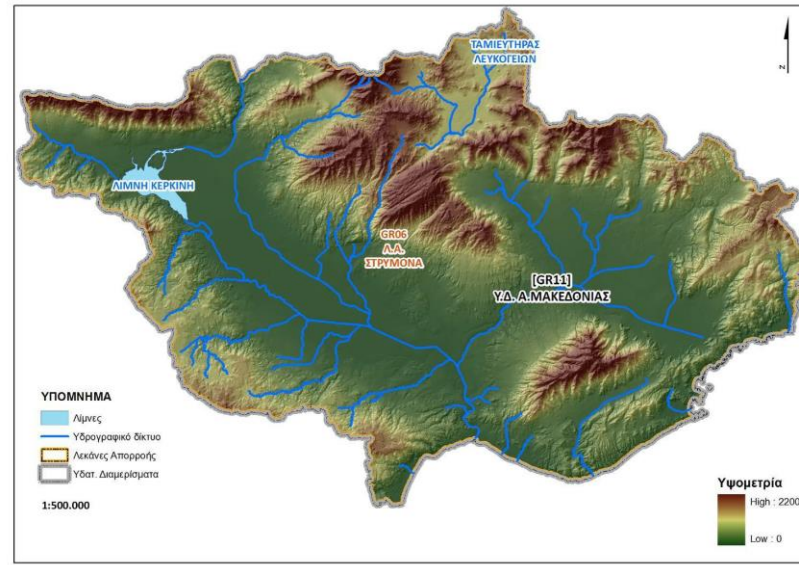 ΤΑΜΙΕΥΤΗΡΑΣ
ΛΕΥΚΟΓΕΙΩΝ
N
ΛΙΜΝΗ ΚΕΡΚΙΝΗ
GR06
Λ.Α.
ΣΤΡΥΜΟΝΑ
[GR11]
Υ.Δ. Α.ΜΑΚΕΔΟΝΙΑΣ
ΥΠΟΜΝΗΜΑ
Λίμνες
Υδρογραφικό δίκτυο
Λεκάνες Απορροής
Υδατ. Διαμερίσματα
1:500.000
Υψομετρία
High : 2200
Low : 0